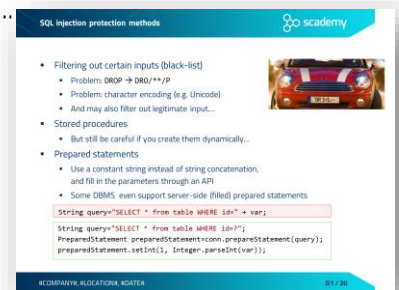 SQL injection protection methods
scademy
Filtering out certain inputs (black-list)
Problem: DROP → DRO/**/P
Problem: character encoding (e.g. Unicode)
And may also filter out legitimate input...
Stored procedures
But still be careful if you create them dynamically...
Prepared statements
Use a constant string instead of string concatenation,
and fill in the parameters through an API
Some DBMS even support server-side (filled) prepared statements
String query="SELECT * from table WHERE id=" + var;
String query="SELECT * from table WHERE id=?";
PreparedStatement preparedStatement=conn.prepareStatement(query);
preparedStatement.setInt(1, Integer.parseInt(var));
#COMPANY#, #LOCATION#, #DATE#
D1 / 20